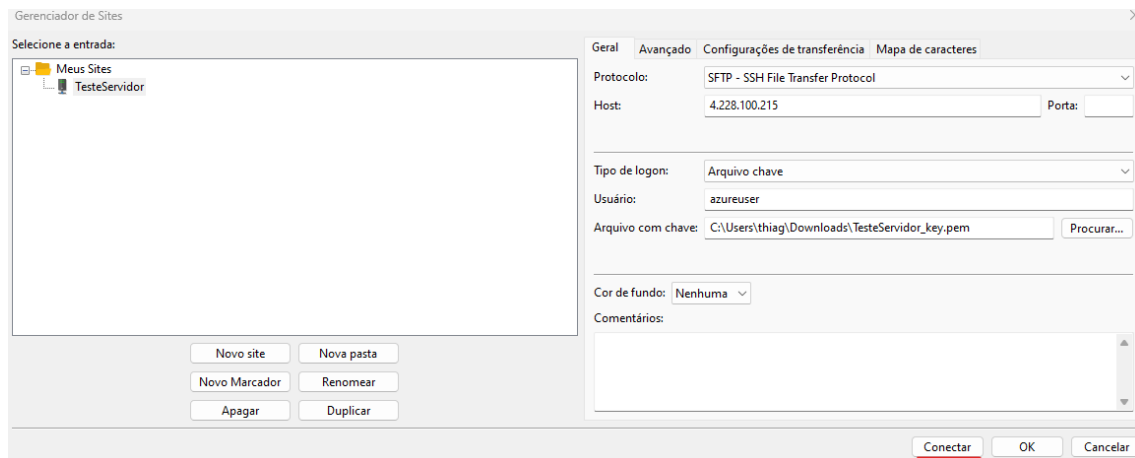 Gerenciador de Sites
Selecione a entrada:
Meus Sites
TesteServidor
Novo site
Nova pasta
Novo Marcador
Renomear
Apagar
Duplicar
Geral
Avançado
Configurações de transferência
Mapa de caracteres
Protocolo:
SFTP - SSH File Transfer Protocol
Host:
4.228.100.215
Porta:
Tipo de logon:
Arquivo chave
Usuário:
azureuser
Arquivo com chave:
C:\Users\thiag\Downloads\TesteServidor_key.pem
Procurar...
Cor de fundo:
Nenhuma
Comentários:
Conectar
OK
Cancelar